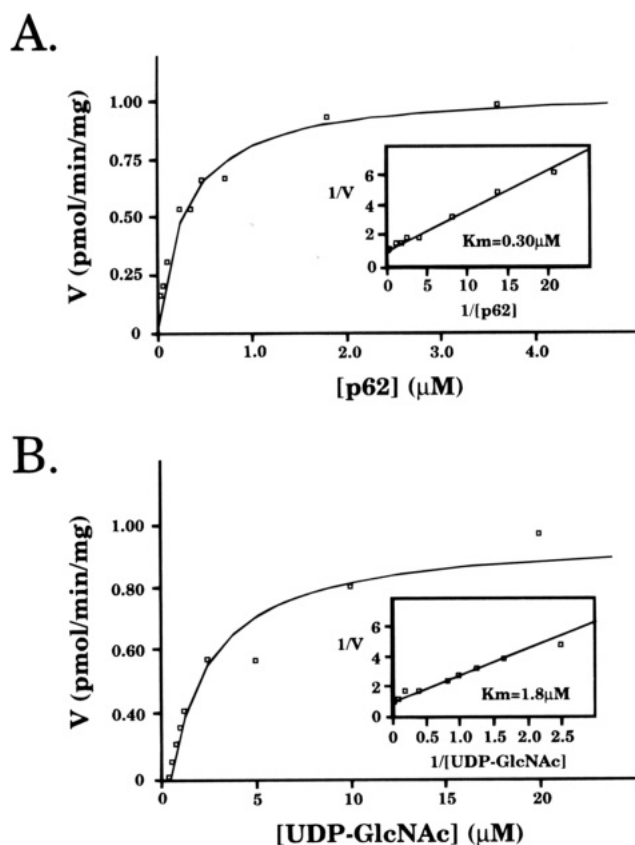 A.
V (pmol/min/mg)
1.00
0.75
0.50
0.25
0
0 1.0 2.0 3.0 4.0
[p62] (μM)
1/V
6
4
2
0
Km=0.30μM
0 5 10 15 20
1/[p62]
B.
V (pmol/min/mg)
1.00
0.80
0.60
0.40
0
0 5 10 20
[UDP-GlcNAc] (μM)
1/V
6
4
2
0
Km=1.8μM
0 0.5 1.0 1.5 2.0 2.5
1/[UDP-GlcNAc]